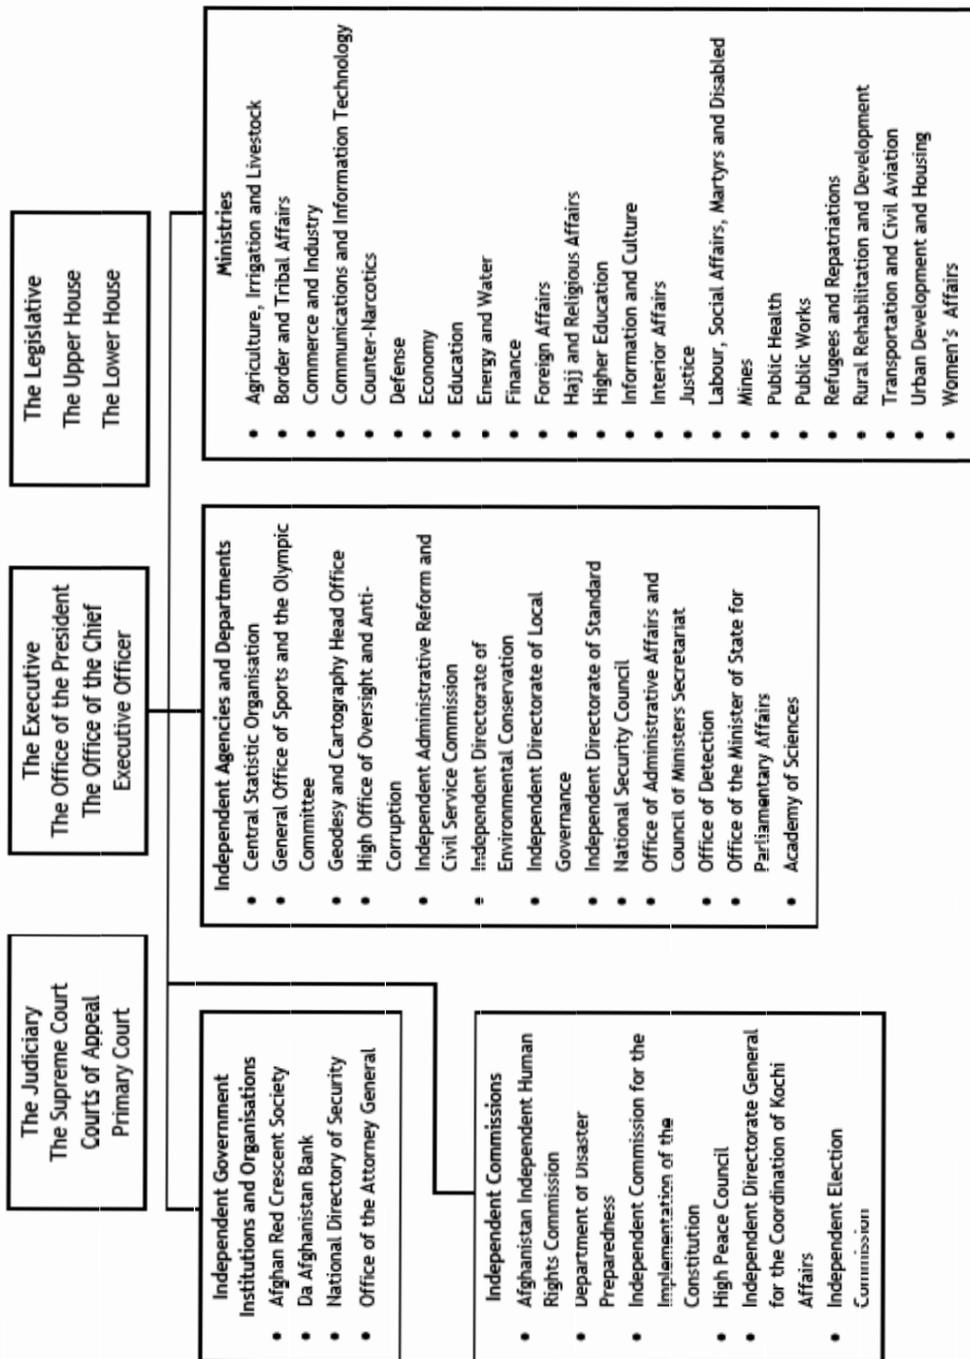 The Judiciary
The Supreme Court
Courts of Appeal
Primary Court
The Executive
The Office of the President
The Office of the Chief
Executive Officer
The Legislative
The Upper House
The Lower House
Independent Government
Institutions and Organisations
• Afghan Red Crescent Society
• Da Afghanistan Bank
• National Directory of Security
• Office of the Attorney General
Independent Commissions
• Afghanistan Independent Human
Rights Commission
• Department of Disaster
Preparedness
• Independent Commission for the
Implementation of the
Constitution
• High Peace Council
• Independent Directorate General
for the Coordination of Kochi
Affairs
• Independent Election
Commission
Independent Agencies and Departments
• Central Statistic Organisation
• General Office of Sports and the Olympic
Committee
• Geodesy and Cartography Head Office
• High Office of Oversight and Anti-
Corruption
• Independent Administrative Reform and
Civil Service Commission
• Independent Directorate of
Environmental Conservation
• Independent Directorate of Local
Governance
• Independent Directorate of Standard
• National Security Council
• Office of Administrative Affairs and
Council of Ministers Secretariat
• Office of Detection
• Office of the Minister of State for
Parliamentary Affairs
• Academy of Sciences
Ministries
• Agriculture, Irrigation and Livestock
• Border and Tribal Affairs
• Commerce and Industry
• Communications and Information Technology
• Counter-Narcotics
• Defense
• Economy
• Education
• Energy and Water
• Finance
• Foreign Affairs
• Hajj and Religious Affairs
• Higher Education
• Information and Culture
• Interior Affairs
• Justice
• Labour, Social Affairs, Martyrs and Disabled
• Mines
• Public Health
• Public Works
• Refugees and Repatriations
• Rural Rehabilitation and Development
• Transportation and Civil Aviation
• Urban Development and Housing
• Women's Affairs